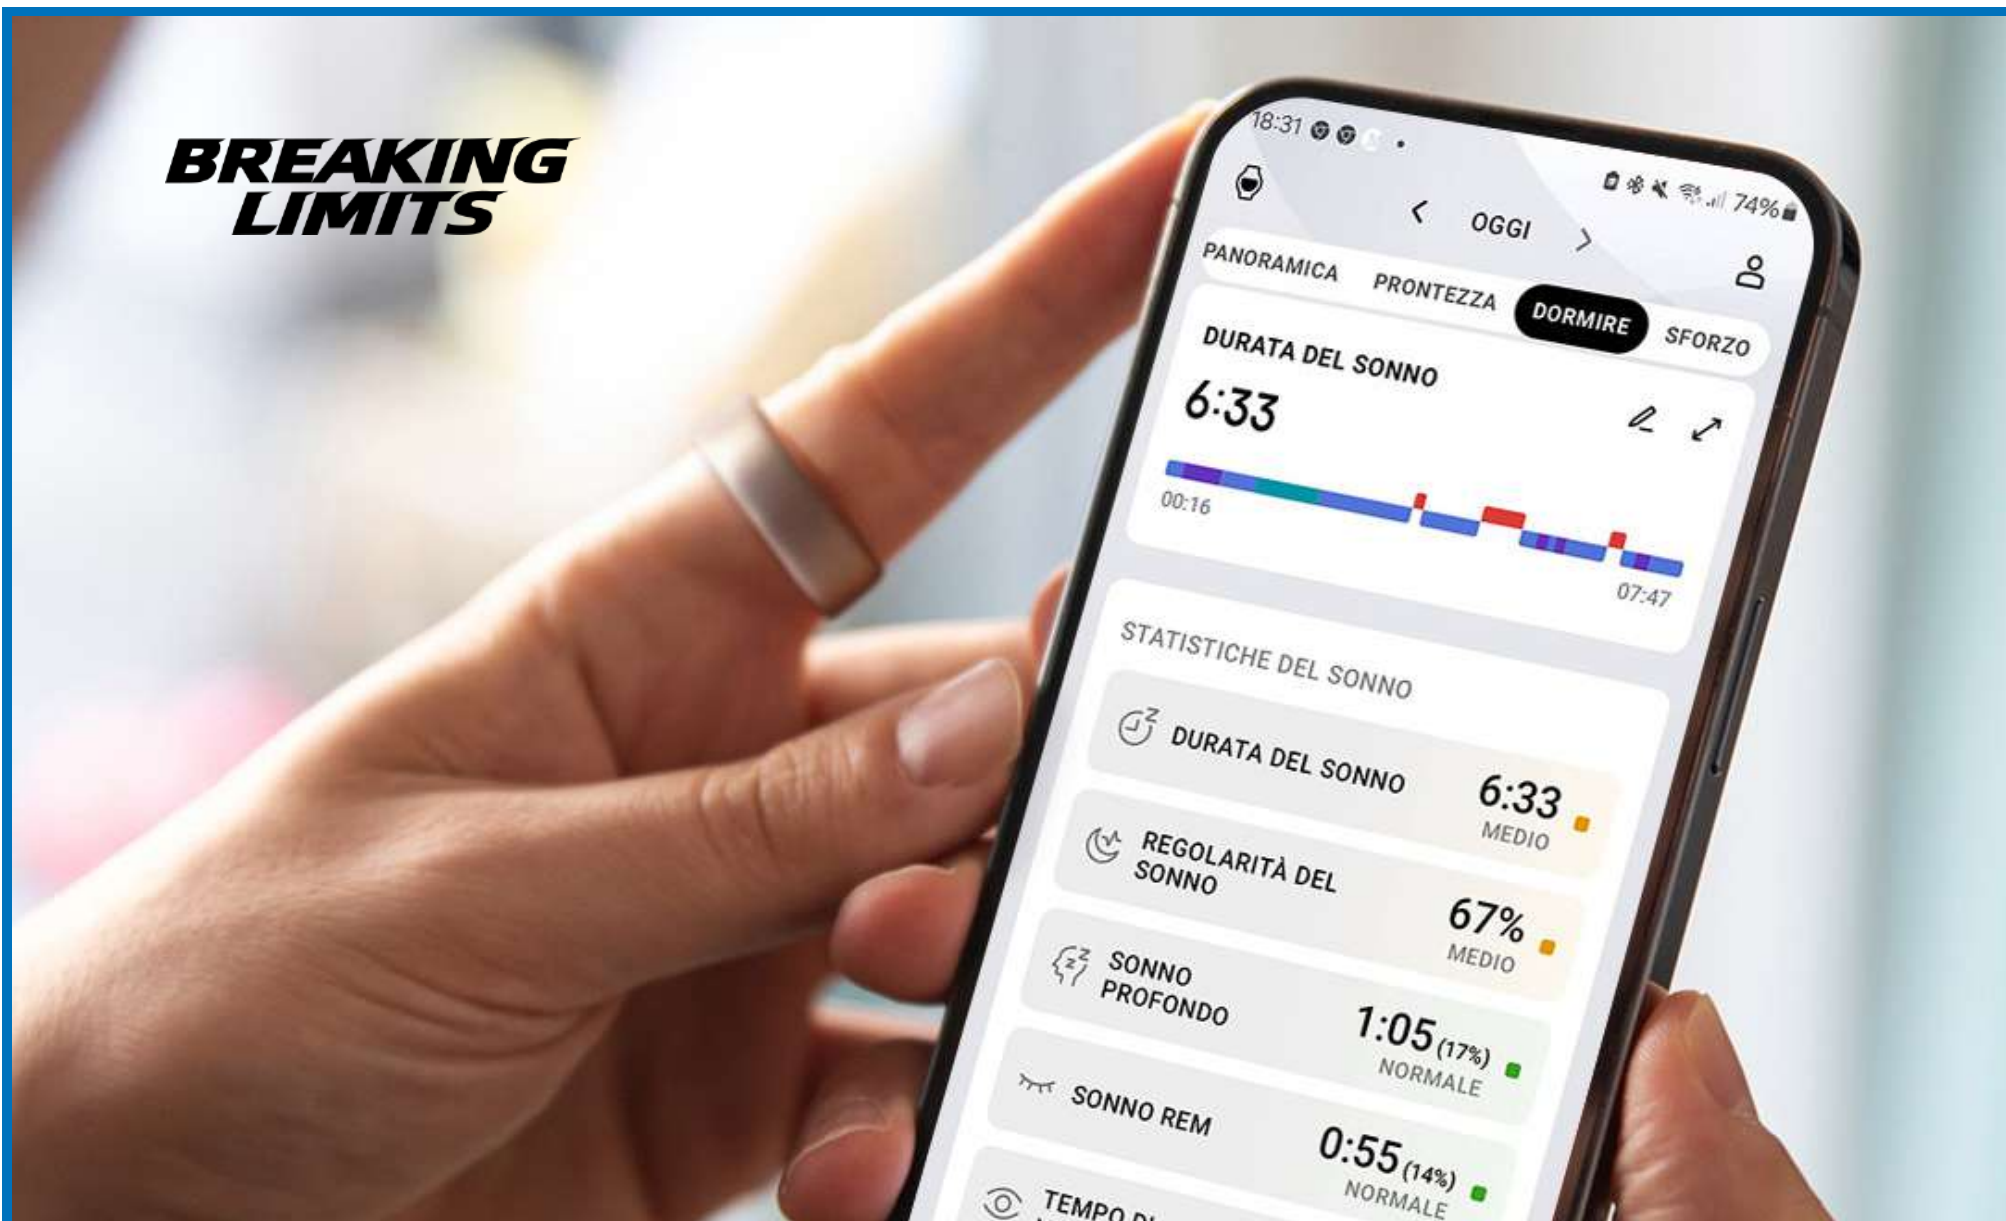 BREAKING
LIMITS
18:31
74%
OGGI
PANORAMICA PRONTEZZA DORMIRE SFORZO
DURATA DEL SONNO
6:33
00:16
07:47
STATISTICHE DEL SONNO
DURATA DEL SONNO
6:33
MEDIO
REGOLARITÀ DEL
SONNO
67%
MEDIO
SONNO
PROFONDO
1:05 (17%)
NORMALE
SONNO REM
0:55 (14%)
NORMALE
TEMPO DI